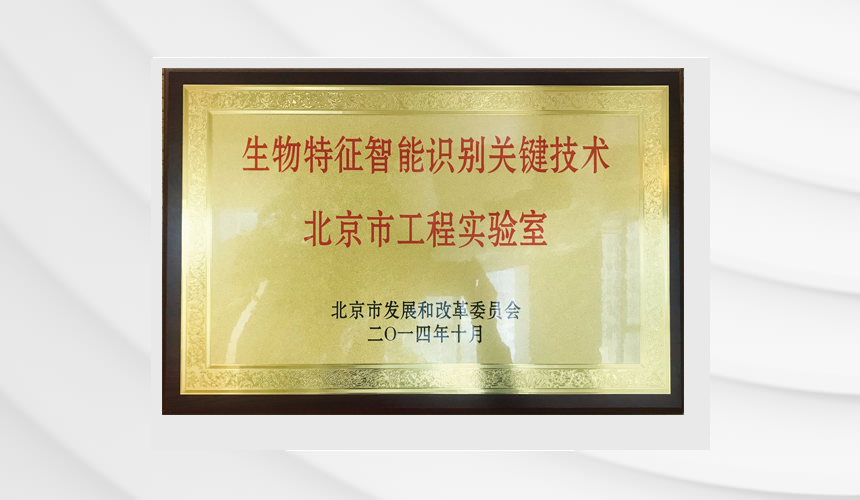 生物特征智能识别关键技术
北京市工程实验室
北京市发展和改革委员会
二〇一四年十月